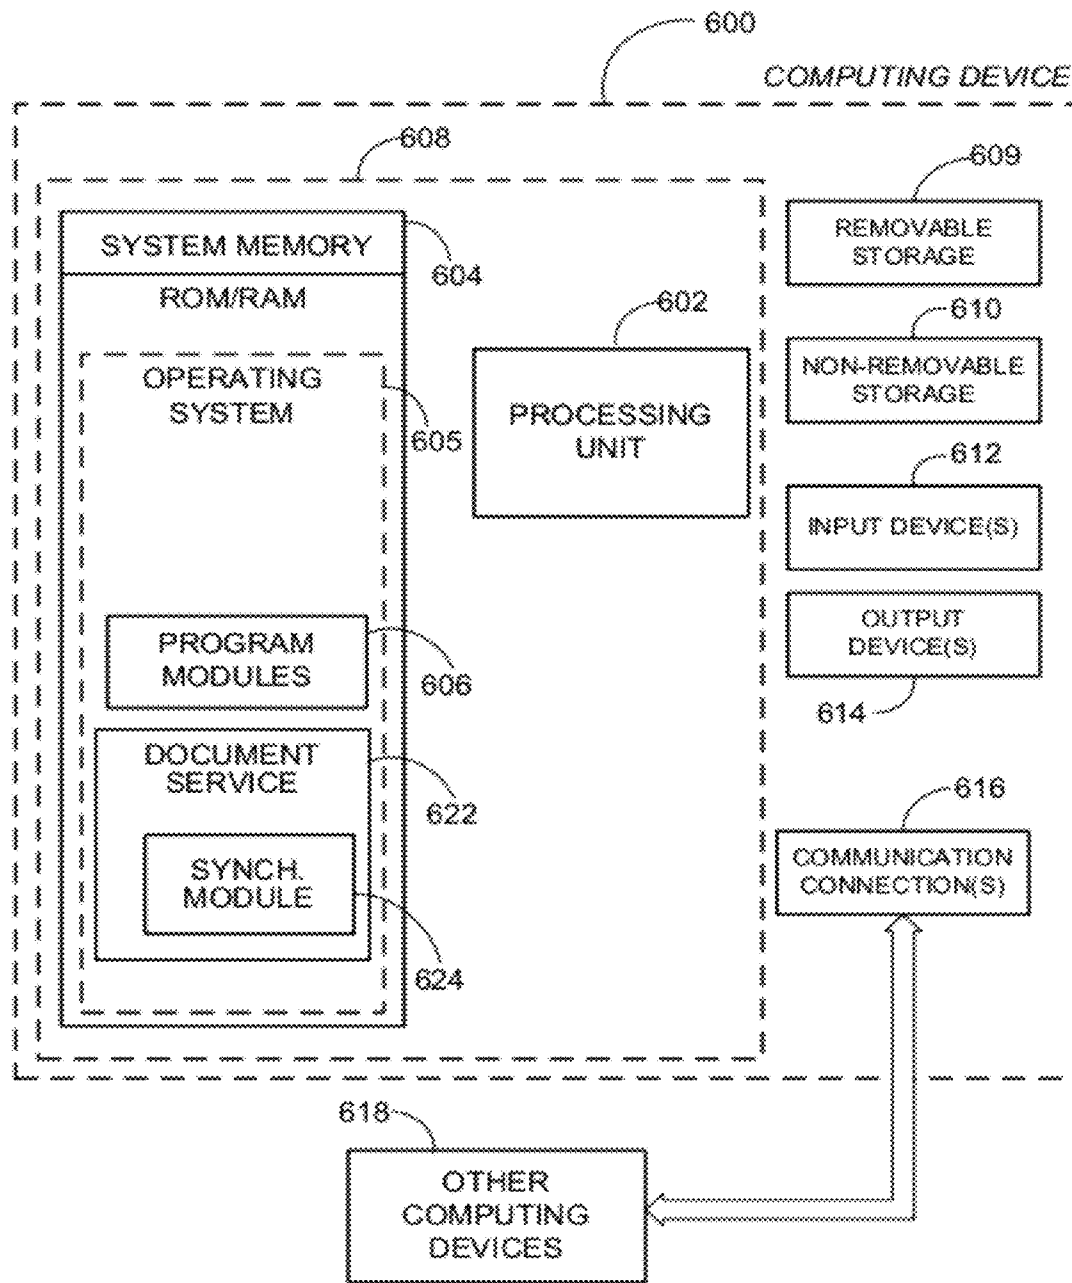 600
COMPUTING DEVICE
608
609
SYSTEM MEMORY
604
REMOVABLE
STORAGE
ROM/RAM
602
610
OPERATING
SYSTEM
605
PROCESSING
UNIT
NON-REMOVABLE
STORAGE
612
INPUT DEVICE(S)
OUTPUT
DEVICE(S)
614
PROGRAM
MODULES
606
DOCUMENT
SERVICE
622
616
SYNCH.
MODULE
624
COMMUNICATION
CONNECTION(S)
618
OTHER
COMPUTING
DEVICES